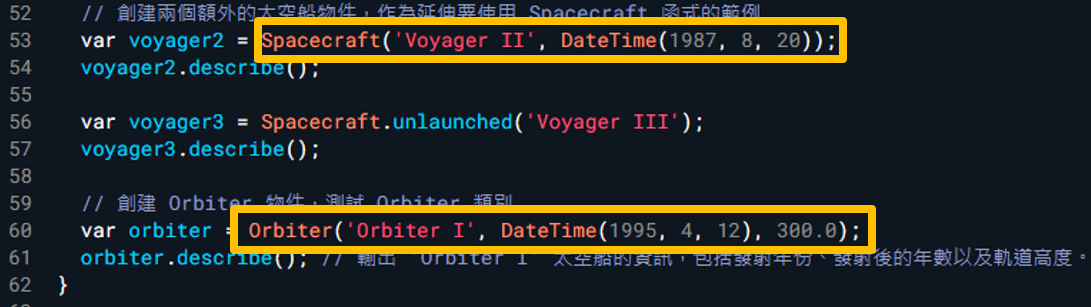 52 // 創建兩個額外的太空船物件，作為延伸要使用 Spacecraft 函式的範例
53 var voyager2 = Spacecraft('Voyager II', DateTime(1987, 8, 20));
54 voyager2.describe();
55
56 var voyager3 = Spacecraft.unlaunched('Voyager III');
57 voyager3.describe();
58
59 // 創建 Orbiter 物件，測試 Orbiter 類別
60 var orbiter = Orbiter('Orbiter I', DateTime(1995, 4, 12), 300.0);
61 orbiter.describe(); // 輸出 "Orbiter I" 太空船的資訊，包括發射年份、發射後的年數以及軌道高度。
62 }